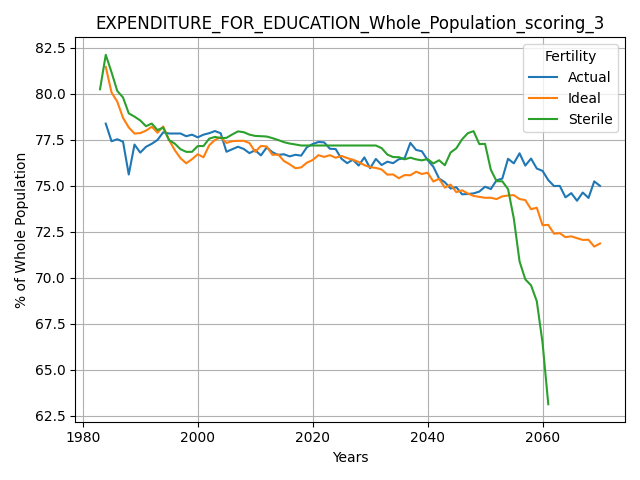 EXPENDITURE_FOR_EDUCATION_Whole_Population_scoring_3
Fertility
Actual
Ideal
Sterile
% of Whole Population
82.5
80.0
77.5
75.0
72.5
70.0
67.5
65.0
62.5
1980 2000 2020 2040 2060
Years